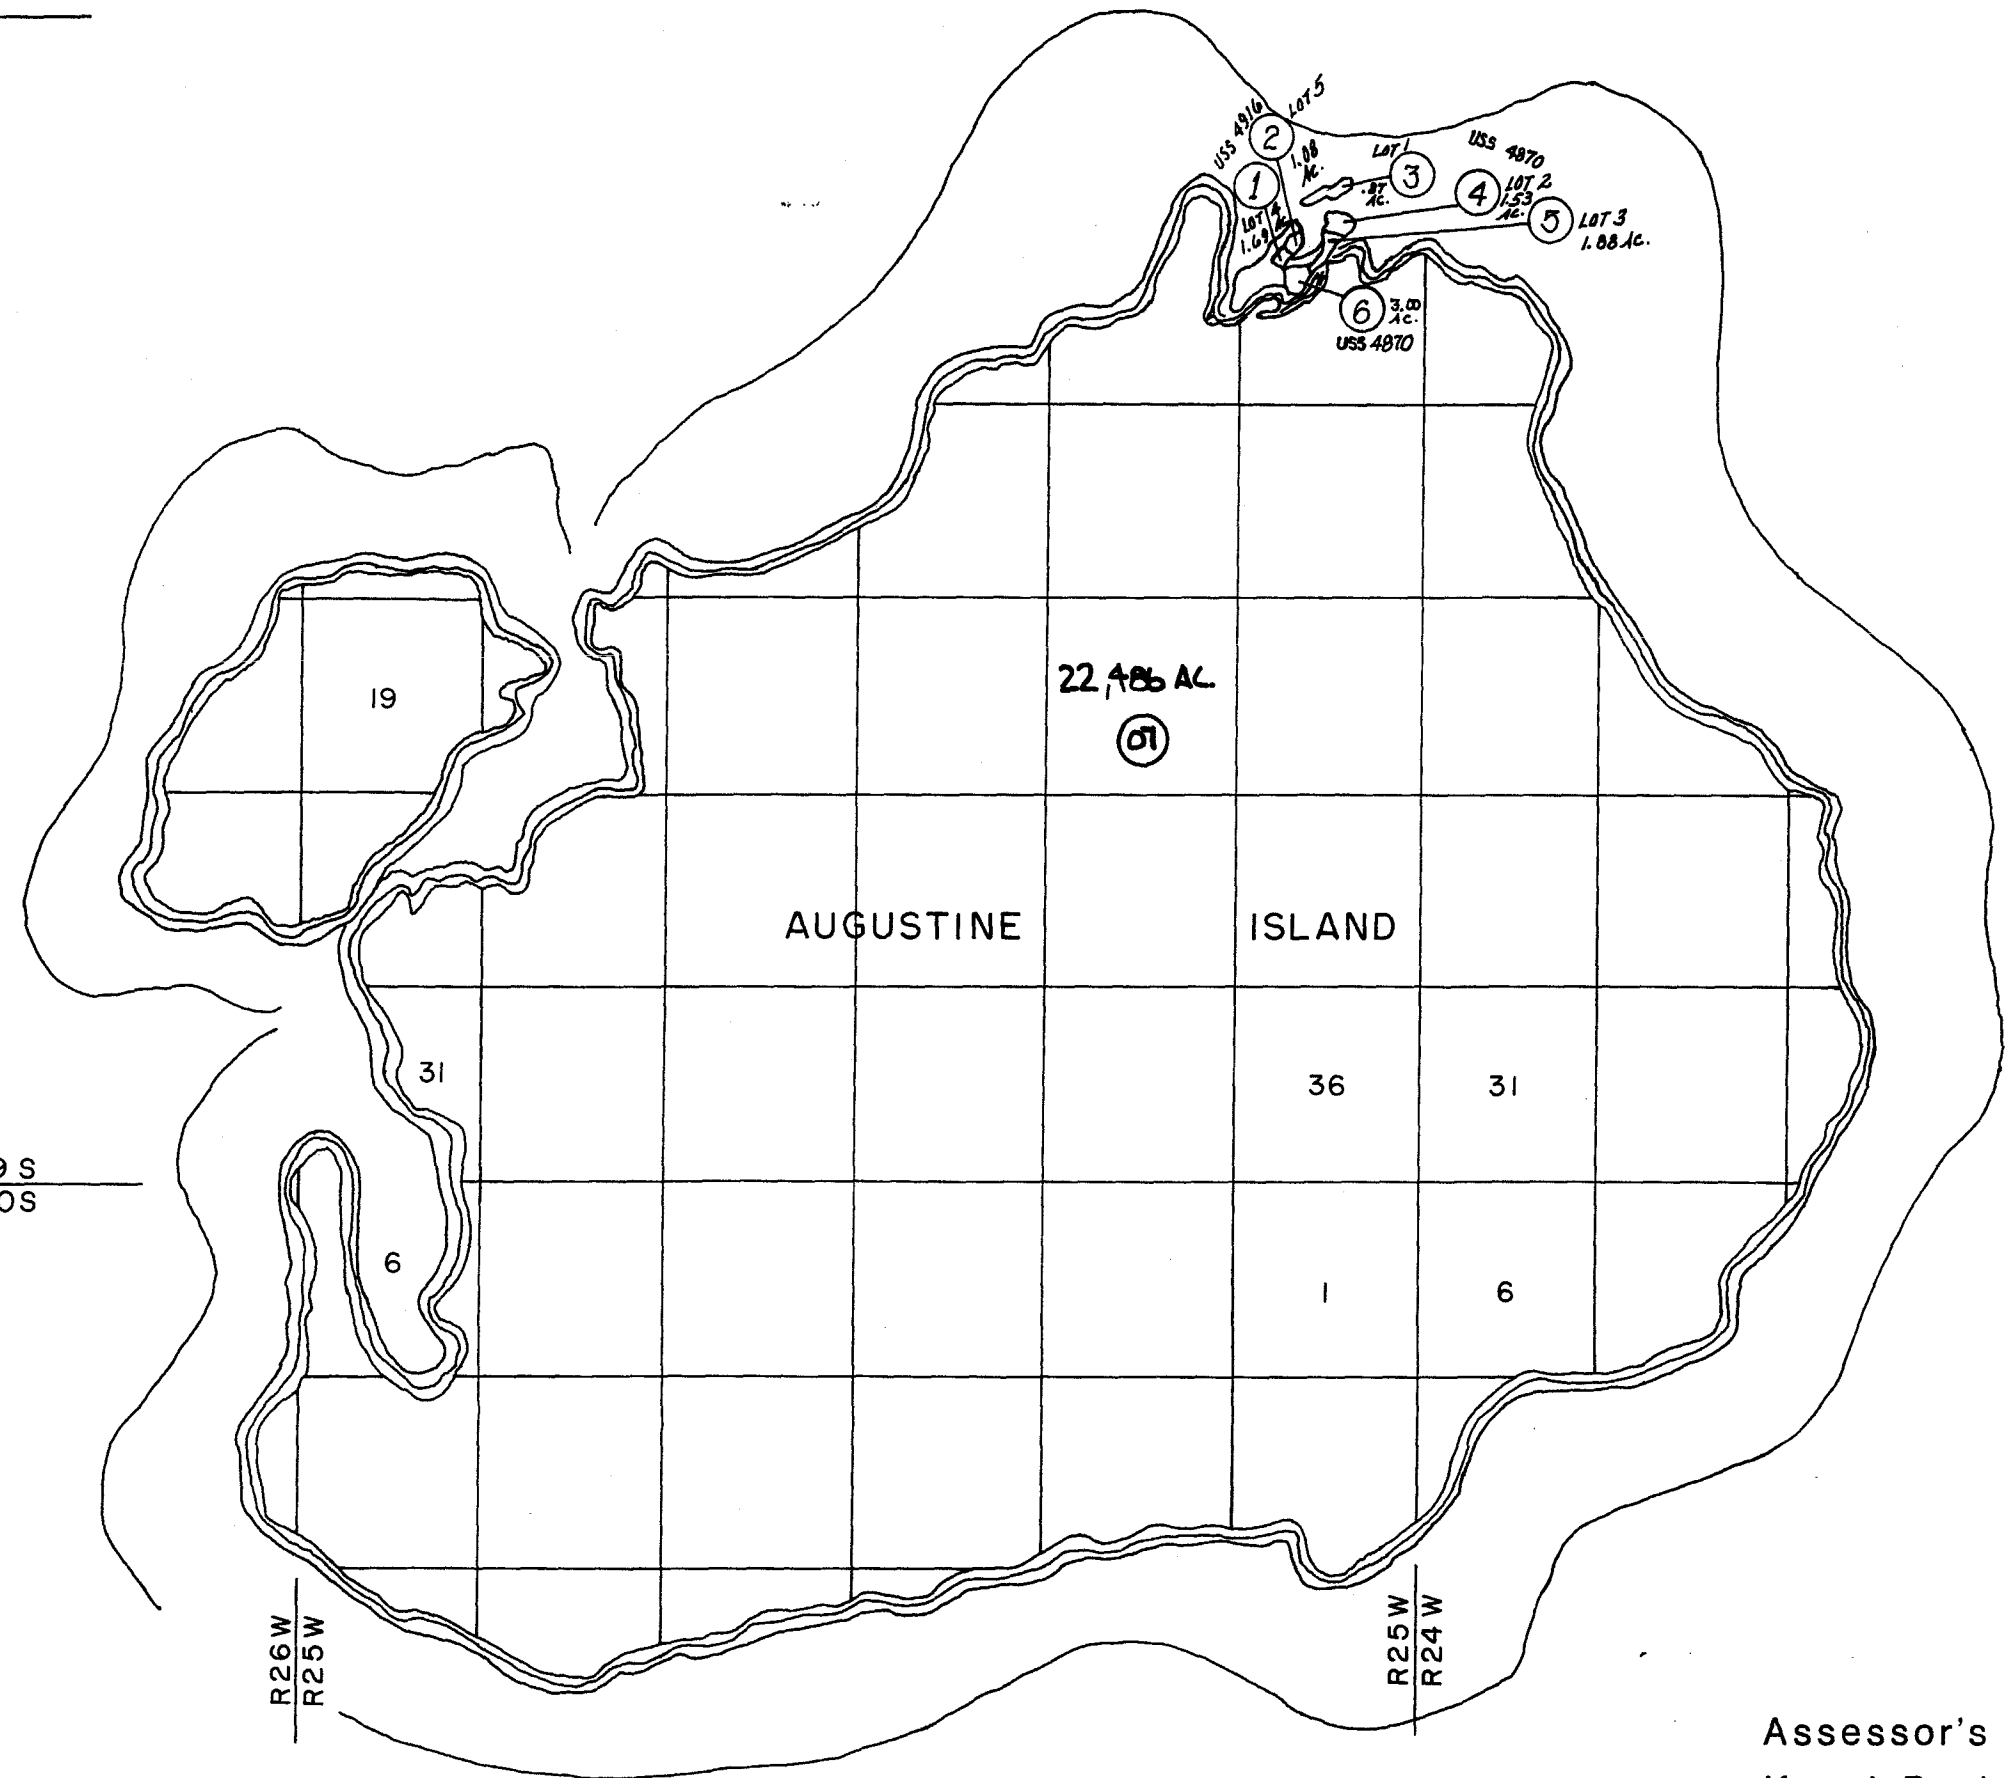 USS 4916
2
LOT 5
1.08
AC.
1
LOT 4
1.69 AC.
LOT 1
3
.87
AC.
USS 4870
4
LOT 2
1.53
AC.
5
LOT 3
1.88 AC.
6
3.00
AC.
USS 4870
22,486 AC.
07
19
AUGUSTINE ISLAND
31
36
31
9 S
0 S
6
1
6
R26W
R25W
R25W
R24W
Assessor's